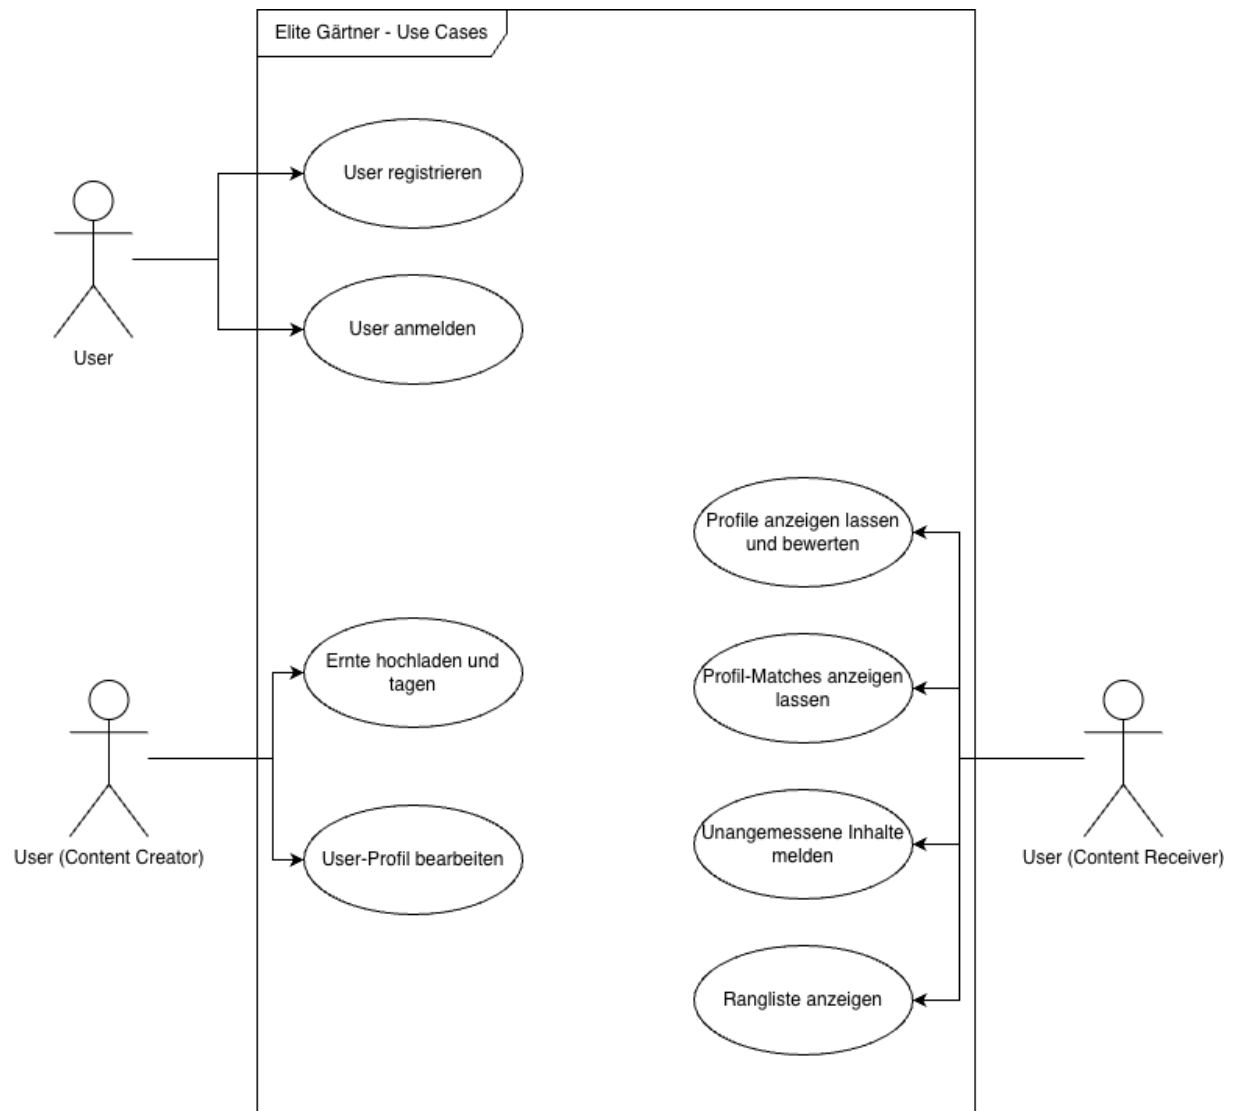 Elite Gärtner - Use Cases
User registrieren
User anmelden
User
Profile anzeigen lassen
und bewerten
Ernte hochladen und
tagen
Profil-Matches anzeigen
lassen
Unangemessene Inhalte
melden
User-Profil bearbeiten
User (Content Creator)
User (Content Receiver)
Rangliste anzeigen